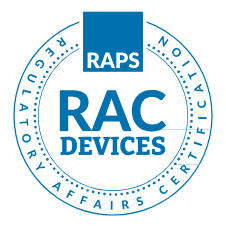 RAPS
RAC
DEVICES
REGULATORY AFFAIRS CERTIFICATION